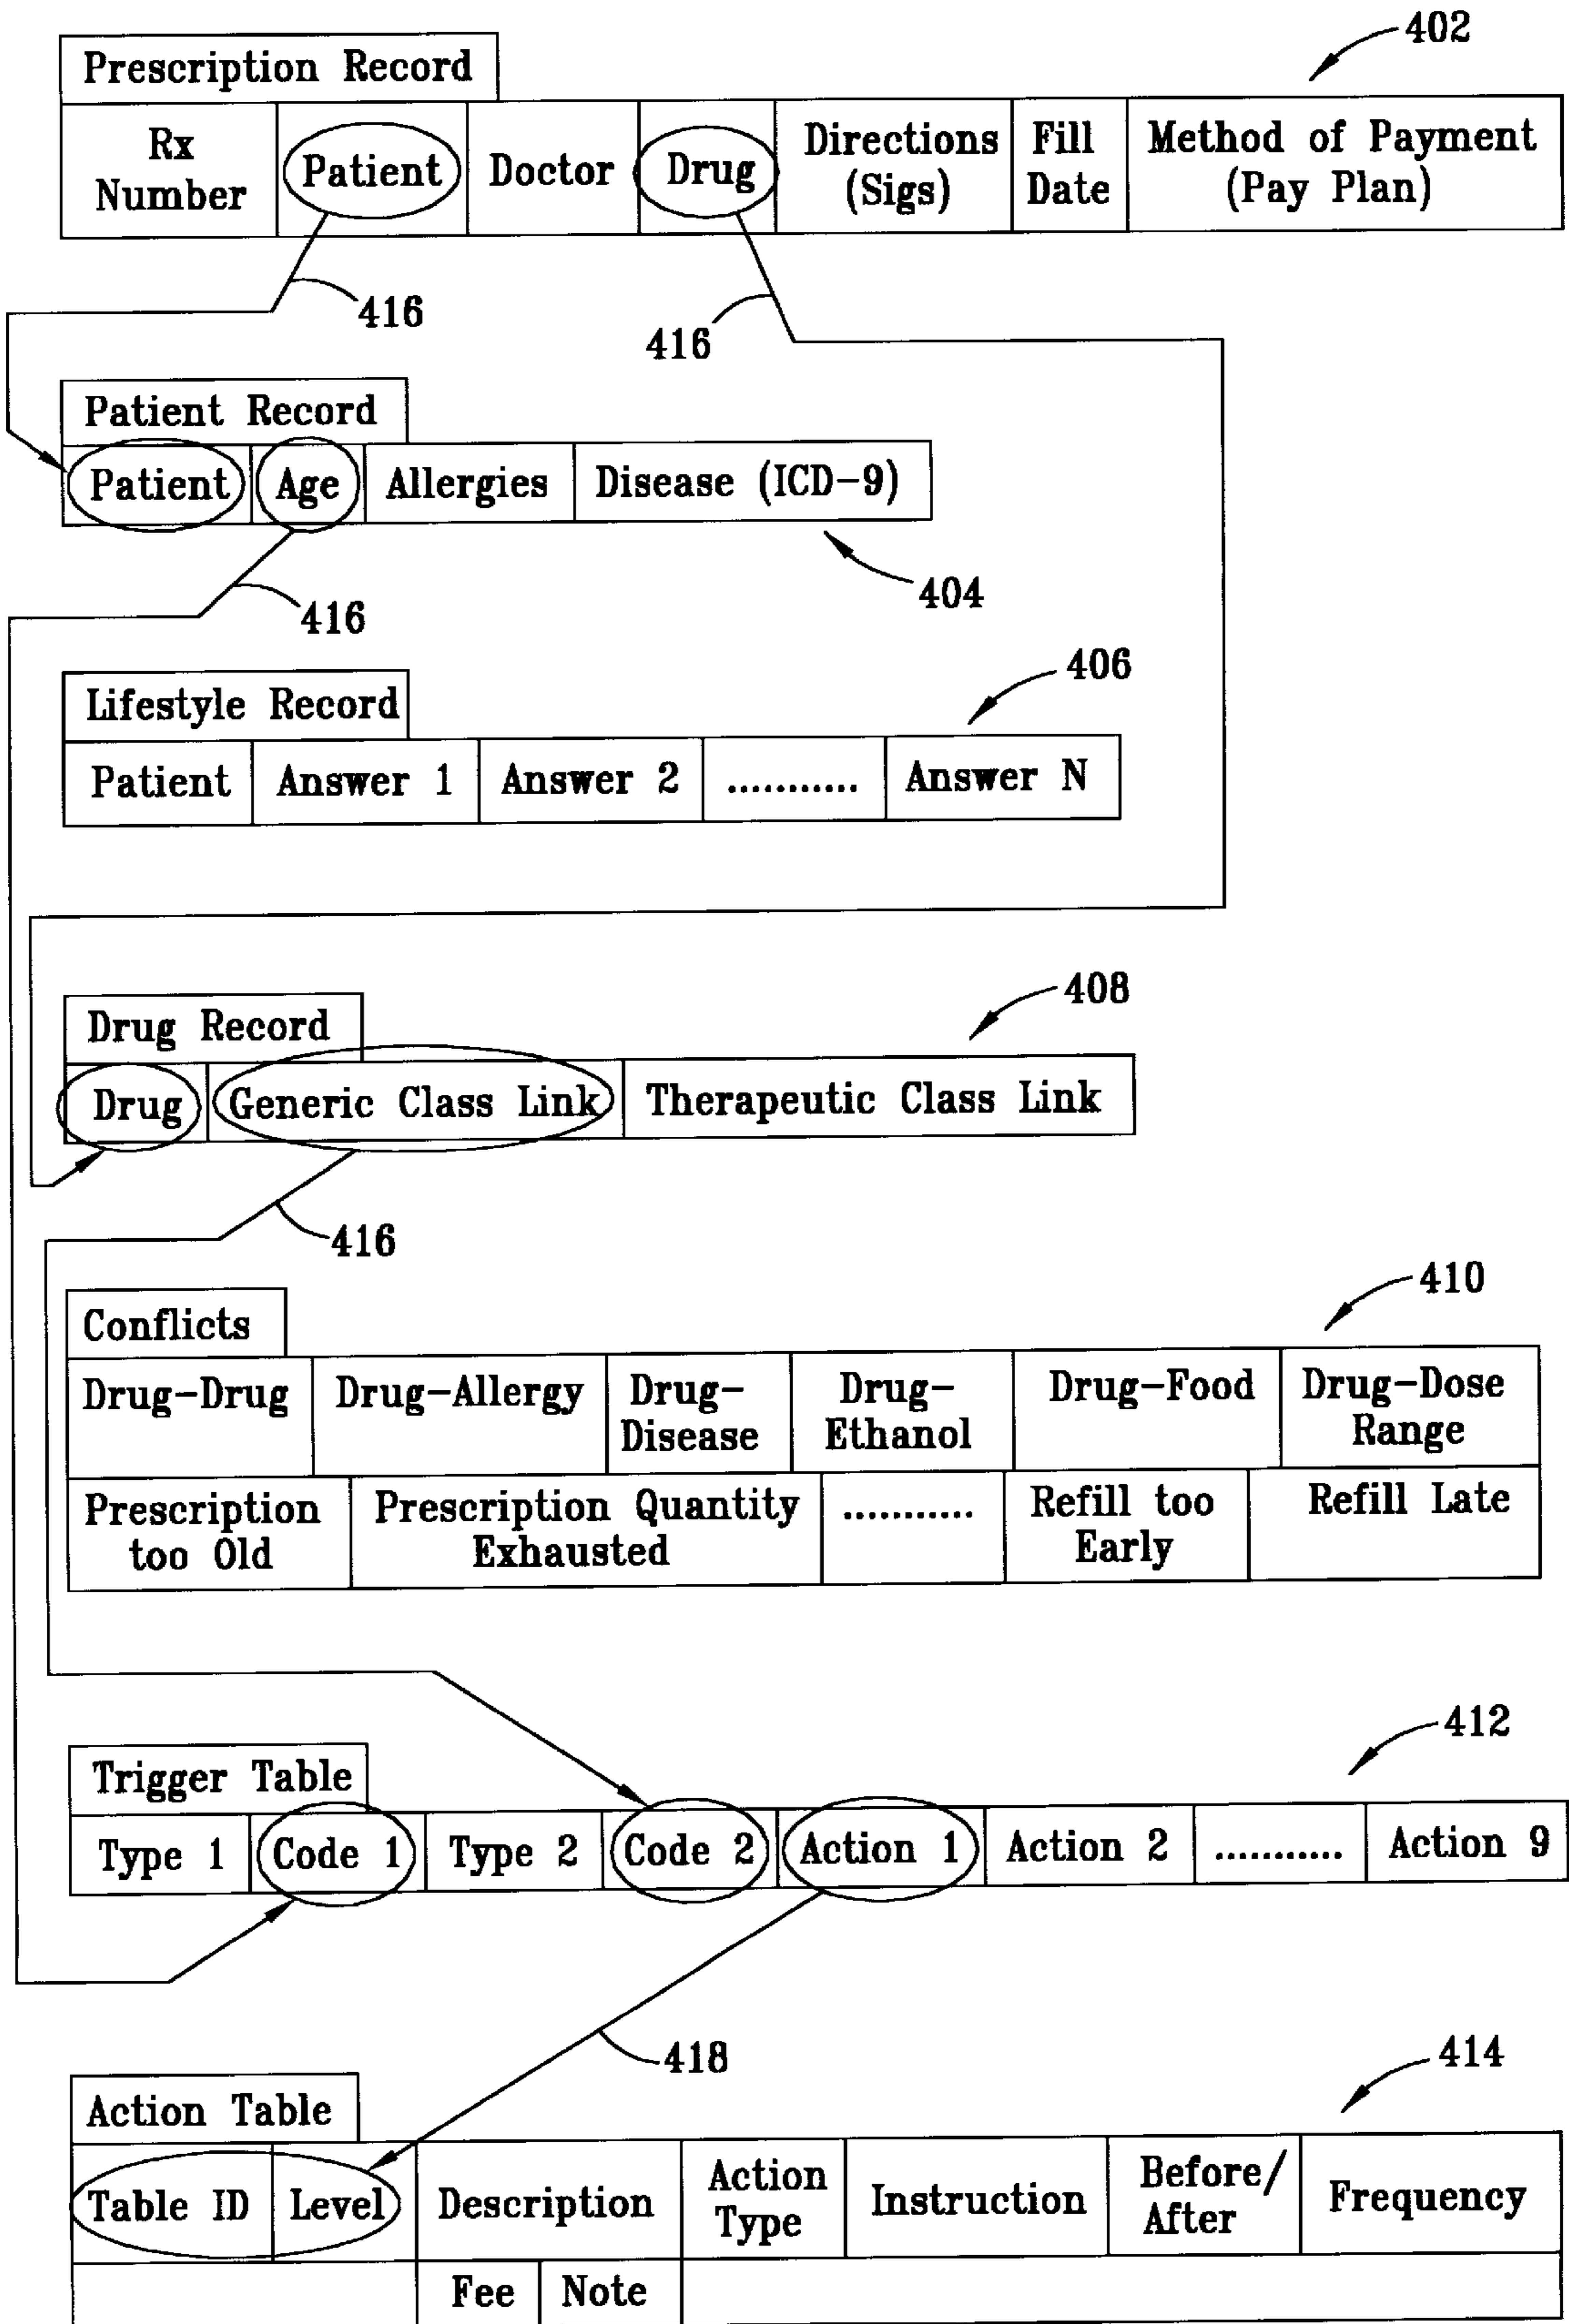 402
Prescription Record
Rx Number
Patient
Doctor
Drug
Directions (Sigs)
Fill Date
Method of Payment (Pay Plan)
416
416
Patient Record
Patient
Age
Allergies
Disease (ICD-9)
404
416
406
Lifestyle Record
Patient
Answer 1
Answer 2
...........
Answer N
408
Drug Record
Drug
Generic Class Link
Therapeutic Class Link
416
410
Conflicts
Drug-Drug
Drug-Allergy
Drug-
Disease
Drug-
Ethanol
Drug-Food
Drug-Dose
Range
Prescription
too Old
Prescription Quantity
Exhausted
...........
Refill too
Early
Refill Late
412
Trigger Table
Type 1
Code 1
Type 2
Code 2
Action 1
Action 2
...........
Action 9
418
414
Action Table
Table ID
Level
Description
Action
Type
Instruction
Before/
After
Frequency
Fee
Note